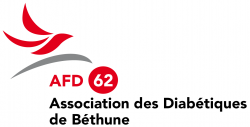 AFD 62
Association des Diabétiques
de Béthune